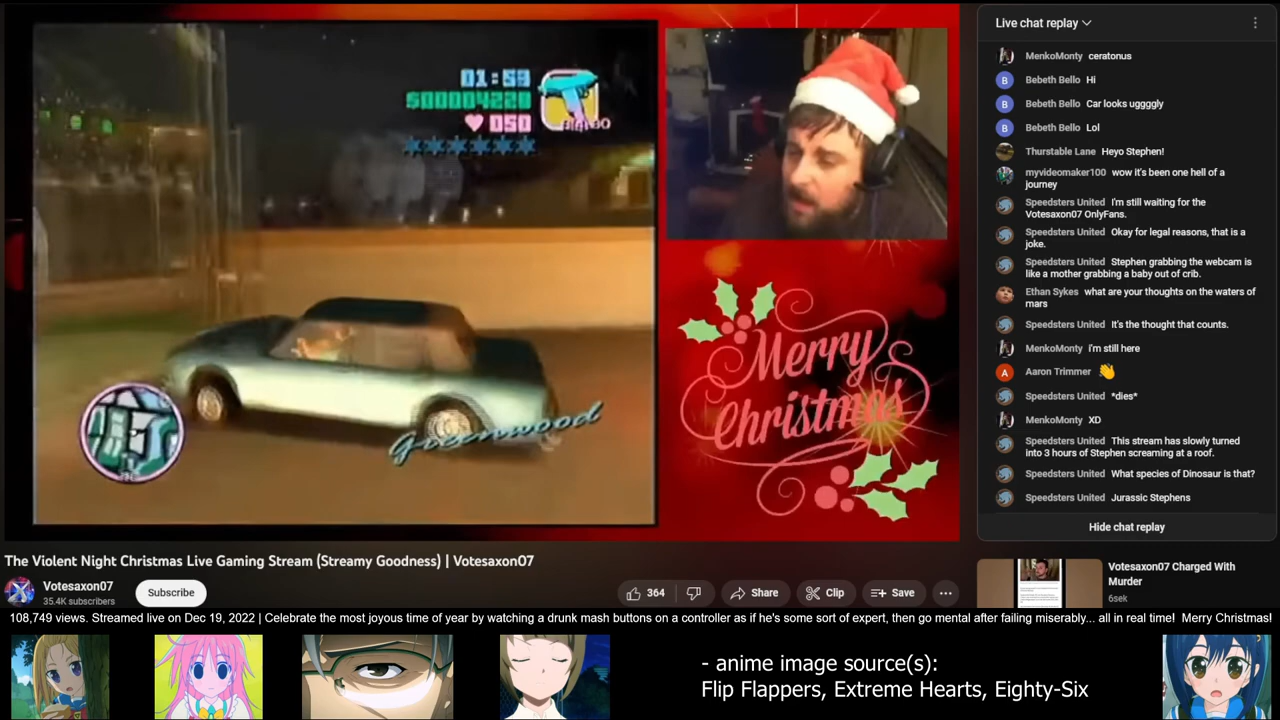 01:59
$00004220
050
Greenwood
Merry
Christmas
Live chat replay
MenkoMonty ceratonus
B Bebeth Bello Hi
B Bebeth Bello Car looks uggggly
B Bebeth Bello Lol
Thurstable Lane Heyo Stephen!
myvideomaker100 wow it's been one hell of a
journey
Speedsters United I'm still waiting for the
Votesaxon07 OnlyFans.
Speedsters United Okay for legal reasons, that is a
joke.
Speedsters United Stephen grabbing the webcam is
like a mother grabbing a baby out of crib.
Ethan Sykes what are your thoughts on the waters of
mars
Speedsters United It's the thought that counts.
MenkoMonty i'm still here
A Aaron Trimmer 👏
Speedsters United *dies*
MenkoMonty XD
Speedsters United This stream has slowly turned
into 3 hours of Stephen screaming at a roof.
Speedsters United What species of Dinosaur is that?
Speedsters United Jurassic Stephens
Hide chat replay
The Violent Night Christmas Live Gaming Stream (Streamy Goodness) | Votesaxon07
Votesaxon07
35.4K subscribers
Subscribe
364
Share
Clip
Save
Votesaxon07 Charged With
Murder
6sek
108,749 views. Streamed live on Dec 19, 2022 | Celebrate the most joyous time of year by watching a drunk mash buttons on a controller as if he's some sort of expert, then go mental after failing miserably... all in real time! Merry Christmas!
- anime image source(s):
Flip Flappers, Extreme Hearts, Eighty-Six